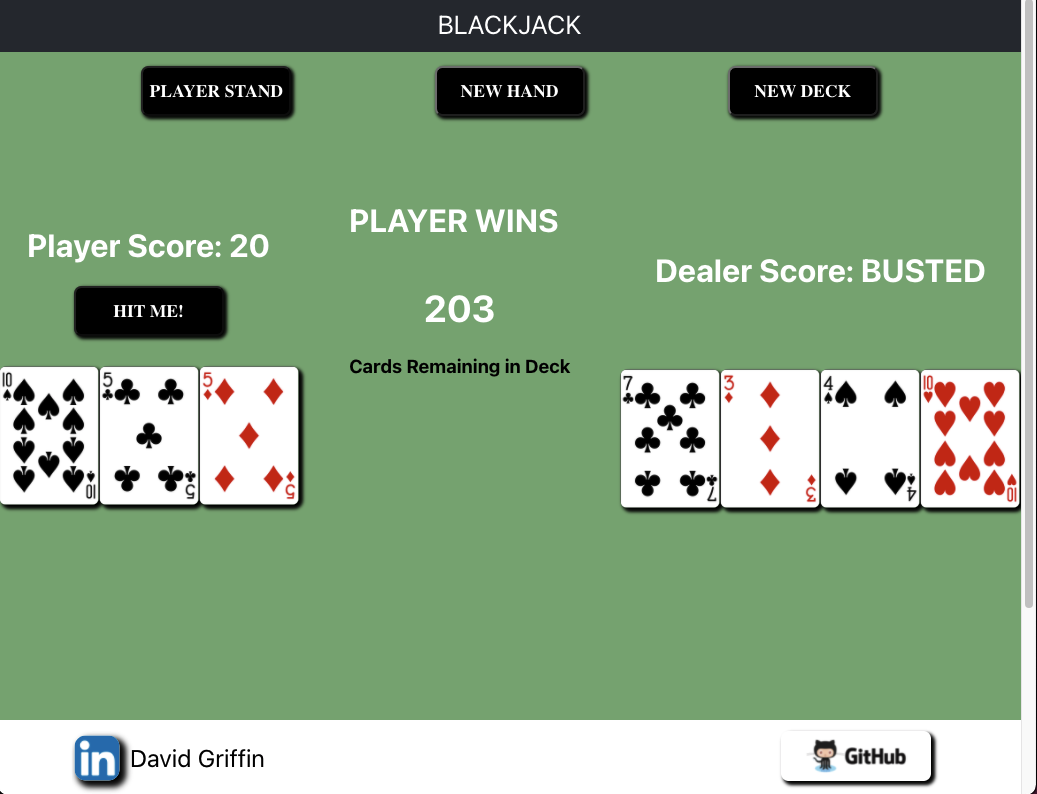 BLACKJACK
PLAYER STAND
NEW HAND
NEW DECK
PLAYER WINS
Player Score: 20
Dealer Score: BUSTED
HIT ME!
203
Cards Remaining in Deck
10 5 5
7 3 4 10
10 5 5
7 3 4 10
in David Griffin
GitHub